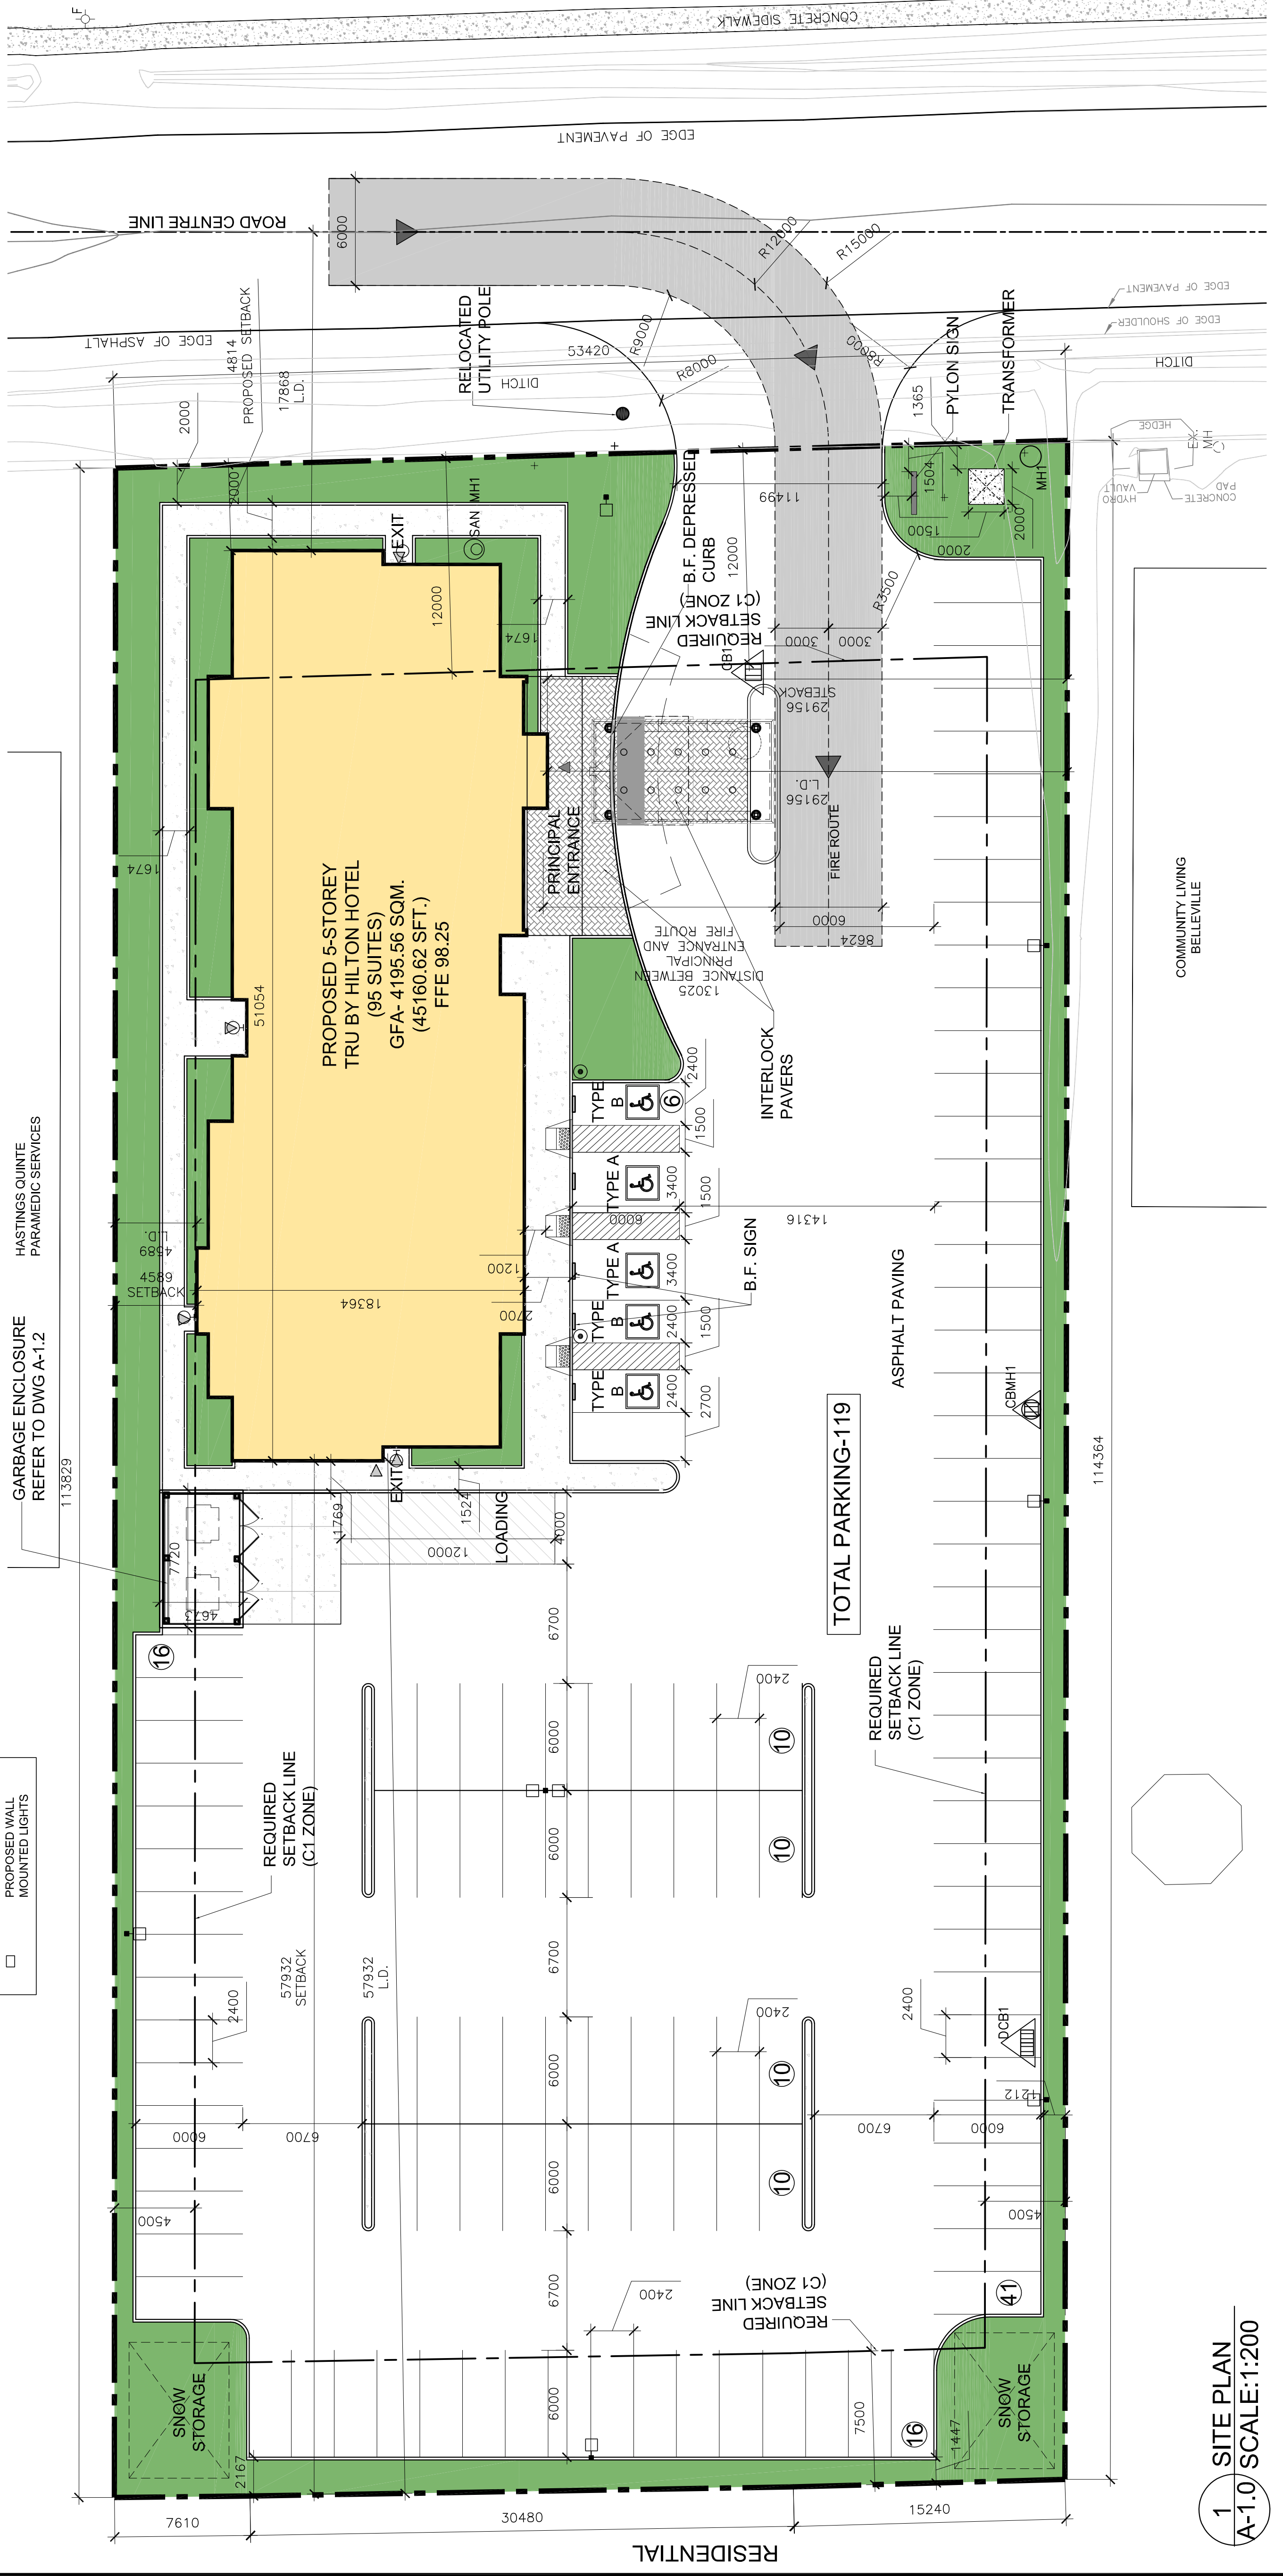 F
CONCRETE SIDEWALK
EDGE OF PAVEMENT
ROAD CENTRE LINE
6000
R12000
R15000
EDGE OF ASPHALT
4814
PROPOSED SETBACK
17868
L.D.
2000
RELOCATED
UTILITY POLE
DITCH
53420
R9000
R8000
R8000
EDGE OF PAVEMENT
EDGE OF SHOULDER
DITCH
1365
PYLON SIGN
TRANSFORMER
HEDGE
EX.
MH
HYDRO
VAULT
CONCRETE
PAD
2000
EXIT
SAN MH1
12000
1674
B.F. DEPRESSED
CURB
11499
12000
REQUIRED
SETBACK LINE
(C1 ZONE)
1504
MH1
1500
2000
2000
R3500
3000
3000
CB1
29156
STEBACK
29156
L.D.
FIRE ROUTE
6000
8624
1674
PROPOSED 5-STOREY
TRU BY HILTON HOTEL
(95 SUITES)
GFA- 4195.56 SQM.
(45160.62 SFT.)
FFE 98.25
51054
PRINCIPAL
ENTRANCE
13025
DISTANCE BETWEEN
PRINCIPAL
ENTRANCE AND
FIRE ROUTE
INTERLOCK
PAVERS
COMMUNITY LIVING
BELLEVILLE
HASTINGS QUINTE
PARAMEDIC SERVICES
GARBAGE ENCLOSURE
REFER TO DWG A-1.2
113829
4589
L.D.
4589
SETBACK
18364
1200
2700
TYPE
B
6
2400
1500
TYPE A
3400
1500
6000
TYPE A
3400
TYPE
B
2400
1500
TYPE
B
2400
2700
B.F. SIGN
14316
ASPHALT PAVING
CBMH1
114364
TOTAL PARKING-119
7720
4673
1769
EXIT
1524
12000
LOADING
4000
16
6700
REQUIRED
SETBACK LINE
(C1 ZONE)
6000
2400
10
6000
10
REQUIRED
SETBACK LINE
(C1 ZONE)
PROPOSED WALL
MOUNTED LIGHTS
57932
SETBACK
57932
L.D.
6700
2400
6000
2400
10
2400
DCB1
1212
6000
6700
6000
10
6700
6000
4500
4500
6700
2400
REQUIRED
SETBACK LINE
(C1 ZONE)
41
SNOW
STORAGE
6000
7500
16
1447
SNOW
STORAGE
2167
7610
30480
15240
RESIDENTIAL
1
A-1.0
SITE PLAN
SCALE:1:200